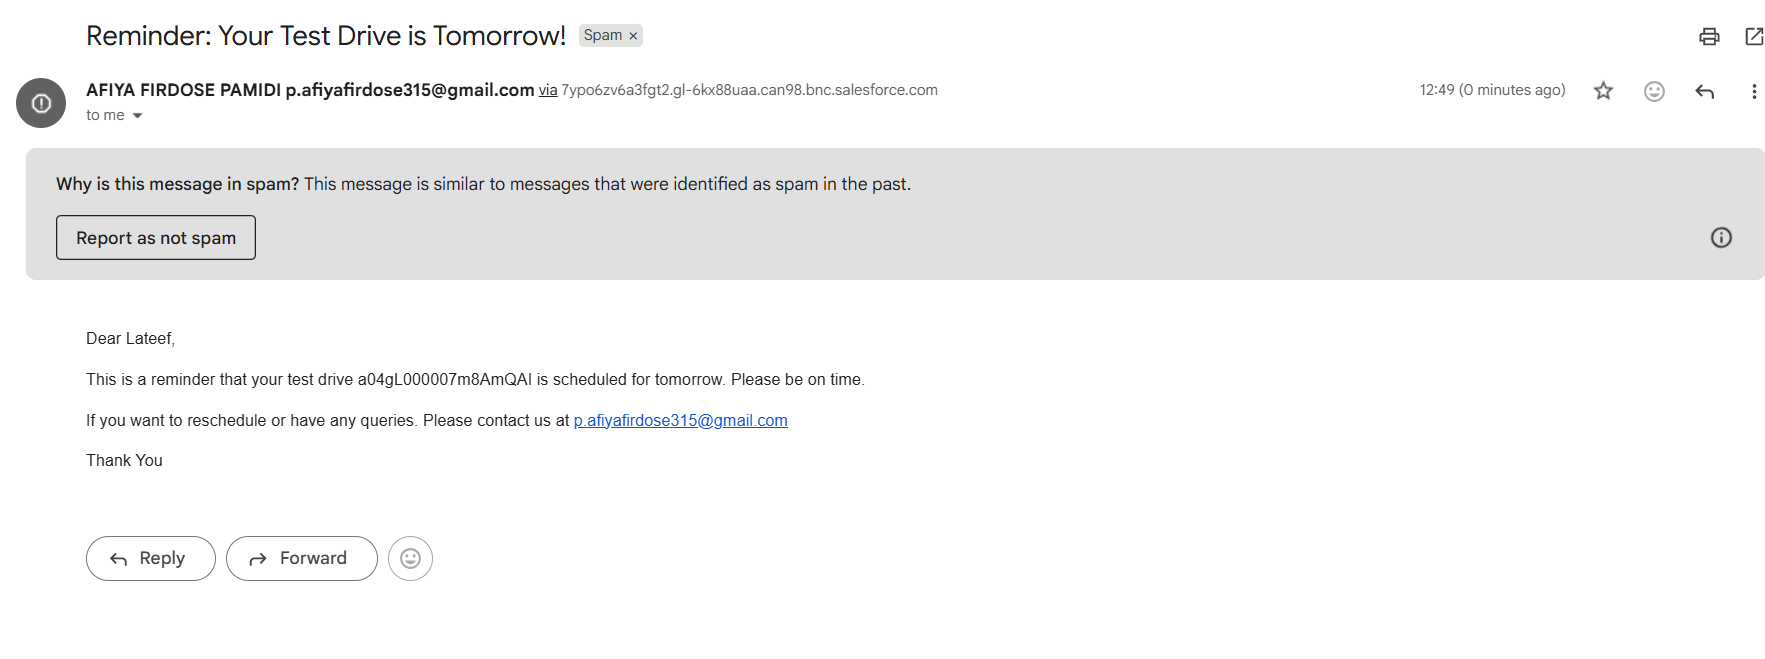 Reminder: Your Test Drive is Tomorrow! Spam ×
AFIYA FIRDOSE PAMIDI p.afiyafirdose315@gmail.com via 7ypo6zv6a3fgt2.gl-6kx88uaa.can98.bnc.salesforce.com 12:49 (0 minutes ago)
to me
Why is this message in spam? This message is similar to messages that were identified as spam in the past.
Report as not spam
Dear Lateef,
This is a reminder that your test drive a04gL000007m8AmQAI is scheduled for tomorrow. Please be on time.
If you want to reschedule or have any queries. Please contact us at p.afiyafirdose315@gmail.com
Thank You
Reply Forward